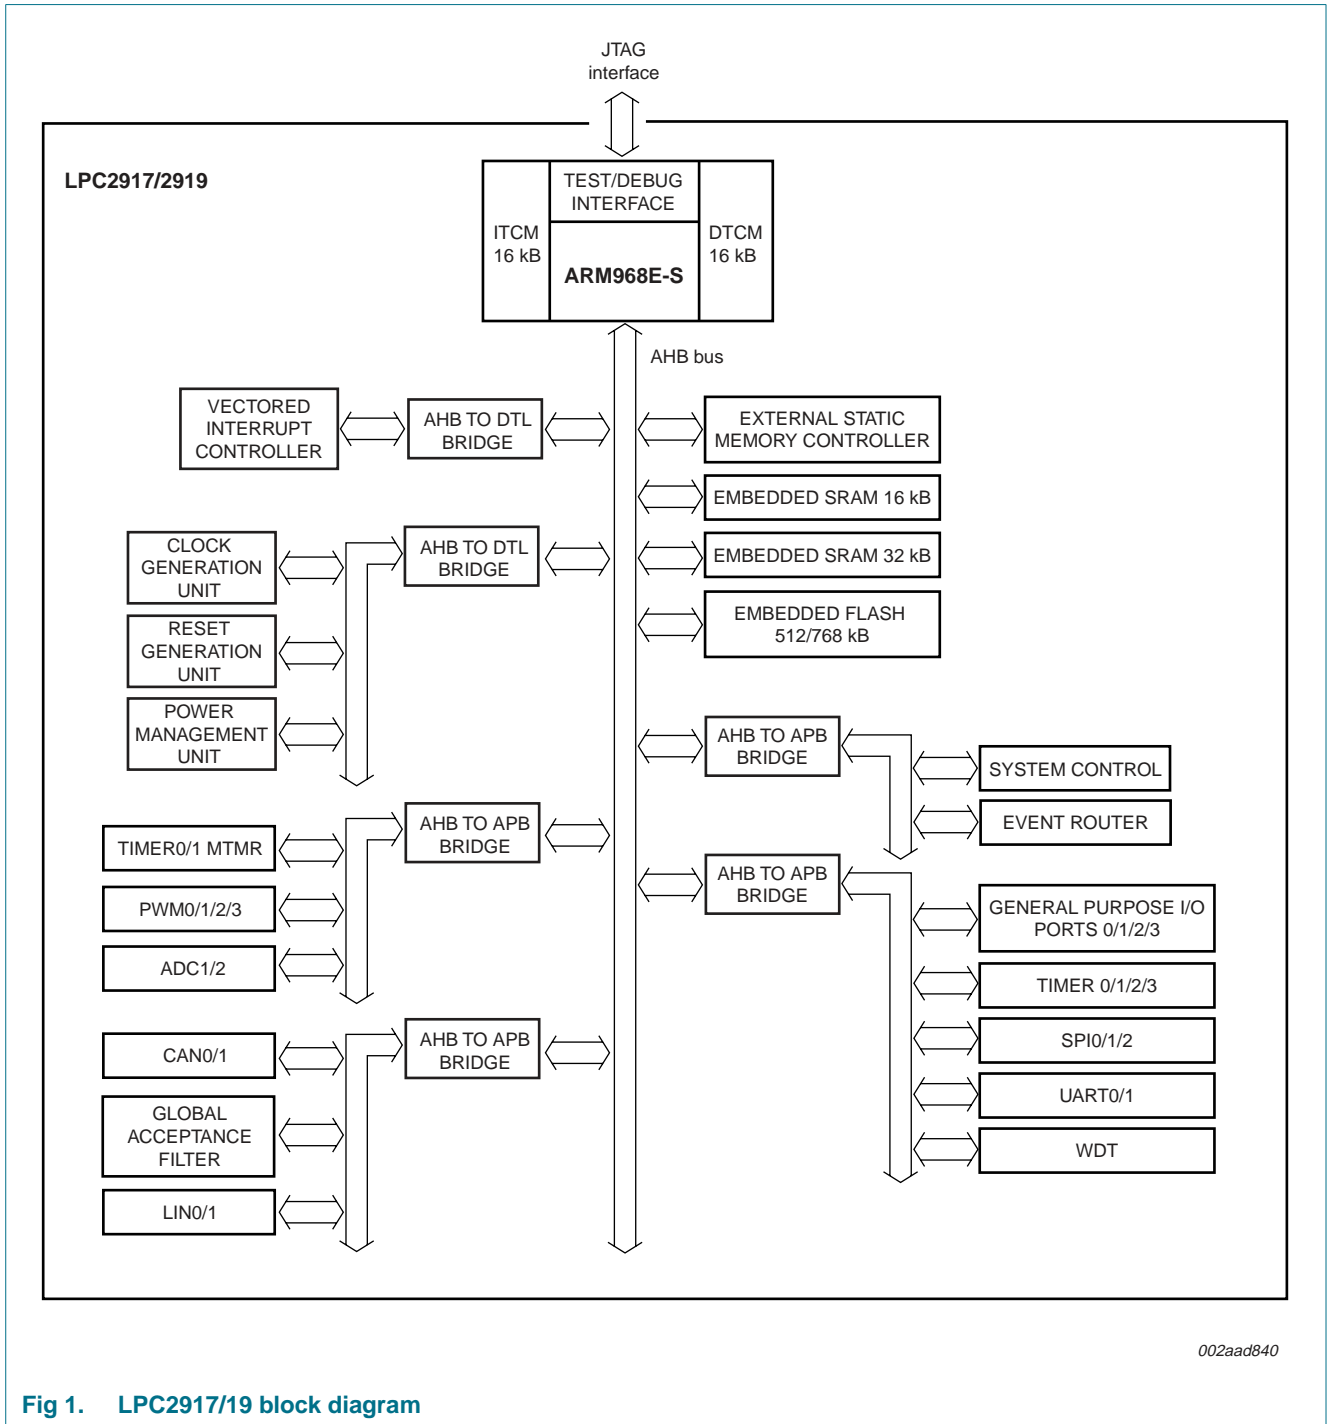 JTAG
interface
LPC2917/2919
TEST/DEBUG
INTERFACE
ITCM
16 kB
DTCM
16 kB
ARM968E-S
AHB bus
VECTORED
INTERRUPT
CONTROLLER
AHB TO DTL
BRIDGE
EXTERNAL STATIC
MEMORY CONTROLLER
EMBEDDED SRAM 16 kB
CLOCK
GENERATION
UNIT
AHB TO DTL
BRIDGE
EMBEDDED SRAM 32 kB
EMBEDDED FLASH
512/768 kB
RESET
GENERATION
UNIT
POWER
MANAGEMENT
UNIT
AHB TO APB
BRIDGE
SYSTEM CONTROL
EVENT ROUTER
TIMER0/1 MTMR
AHB TO APB
BRIDGE
PWM0/1/2/3
ADC1/2
AHB TO APB
BRIDGE
GENERAL PURPOSE I/O
PORTS 0/1/2/3
TIMER 0/1/2/3
SPI0/1/2
UART0/1
WDT
CAN0/1
AHB TO APB
BRIDGE
GLOBAL
ACCEPTANCE
FILTER
LIN0/1
002aad840
Fig 1. LPC2917/19 block diagram